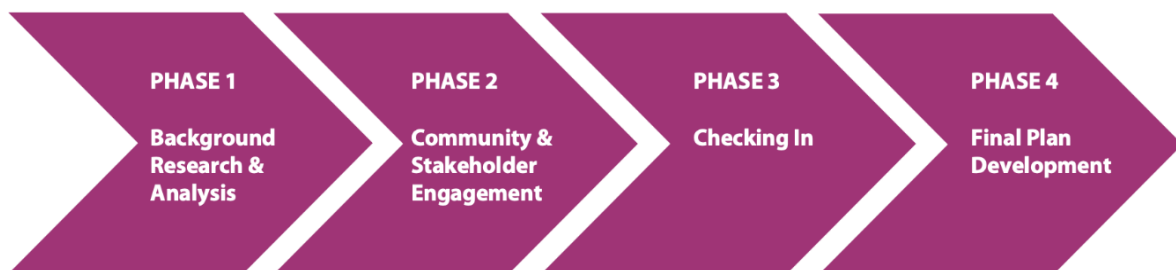 PHASE 1
Background
Research &
Analysis
PHASE 2
Community &
Stakeholder
Engagement
PHASE 3
Checking In
PHASE 4
Final Plan
Development